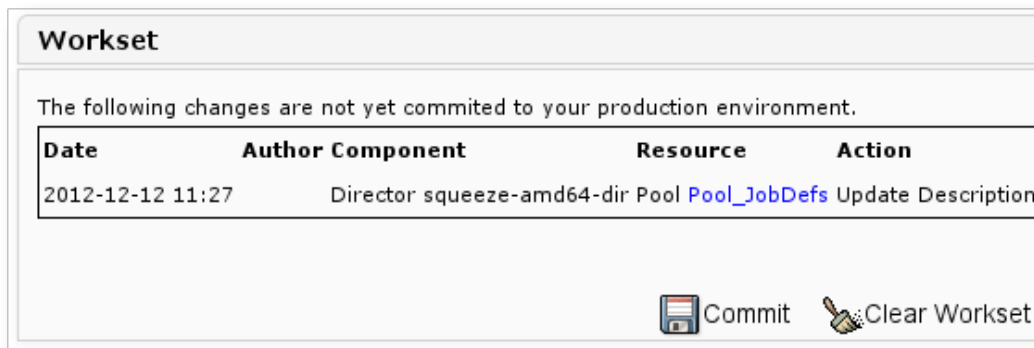 Workset
The following changes are not yet commited to your production environment.
Date Author Component Resource Action
2012-12-12 11:27 Director squeeze-amd64-dir Pool Pool_JobDefs Update Description
Commit Clear Workset